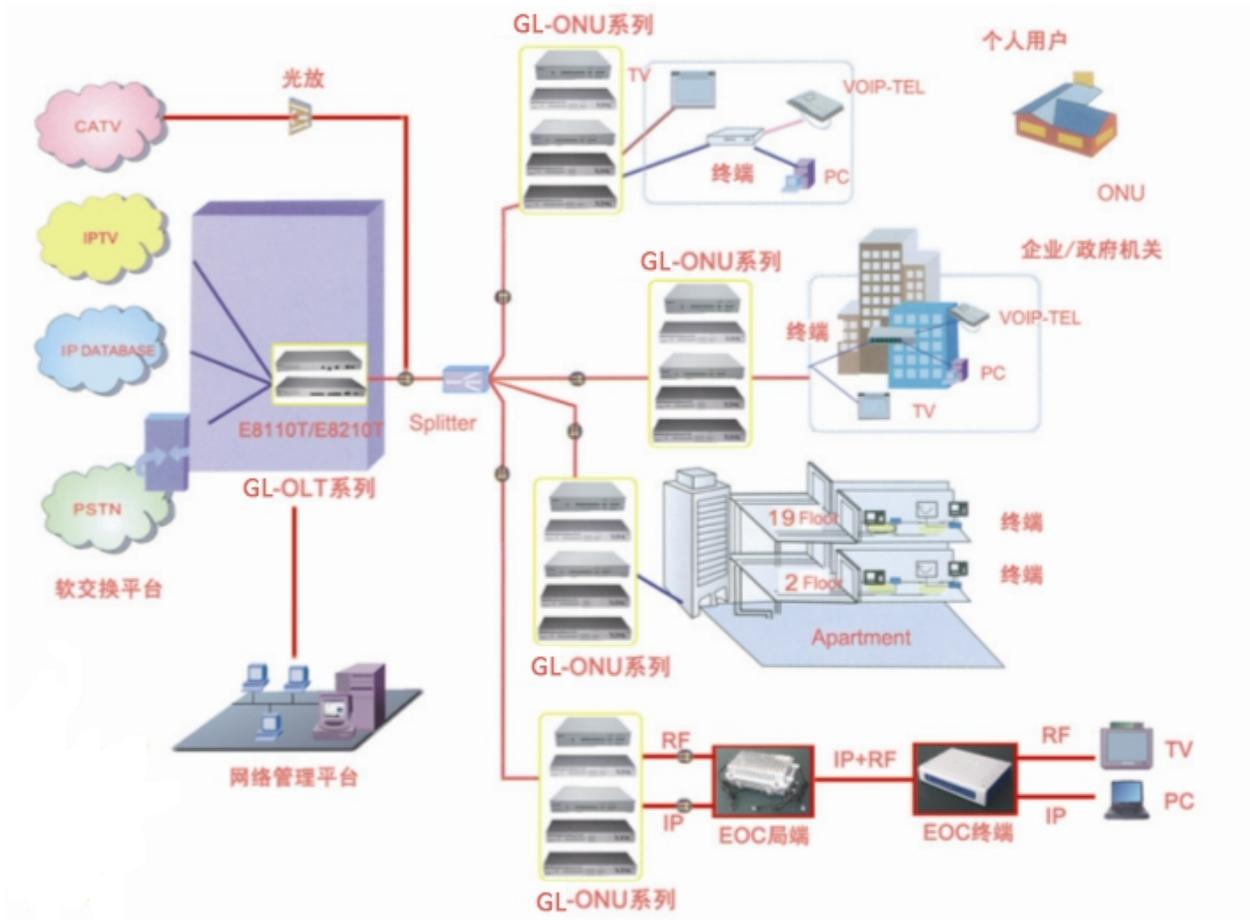 GL-ONU系列
个人用户
光放
TV
VOIP-TEL
CATV
终端
PC
ONU
IPTV
GL-ONU系列
企业/政府机关
终端
VOIP-TEL
IP DATABASE
PC
TV
E8110T/E8210T
Splitter
GL-OLT系列
PSTN
19 Floor
终端
软交换平台
2 Floor
终端
Apartment
GL-ONU系列
RF
IP+RF
RF
TV
网络管理平台
IP
EOC局端
EOC终端
IP
PC
GL-ONU系列